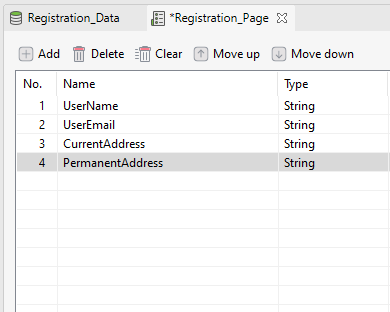 Registration_Data *Registration_Page
Add Delete Clear Move up Move down
No. Name Type
1 UserName String
2 UserEmail String
3 CurrentAddress String
4 PermanentAddress String